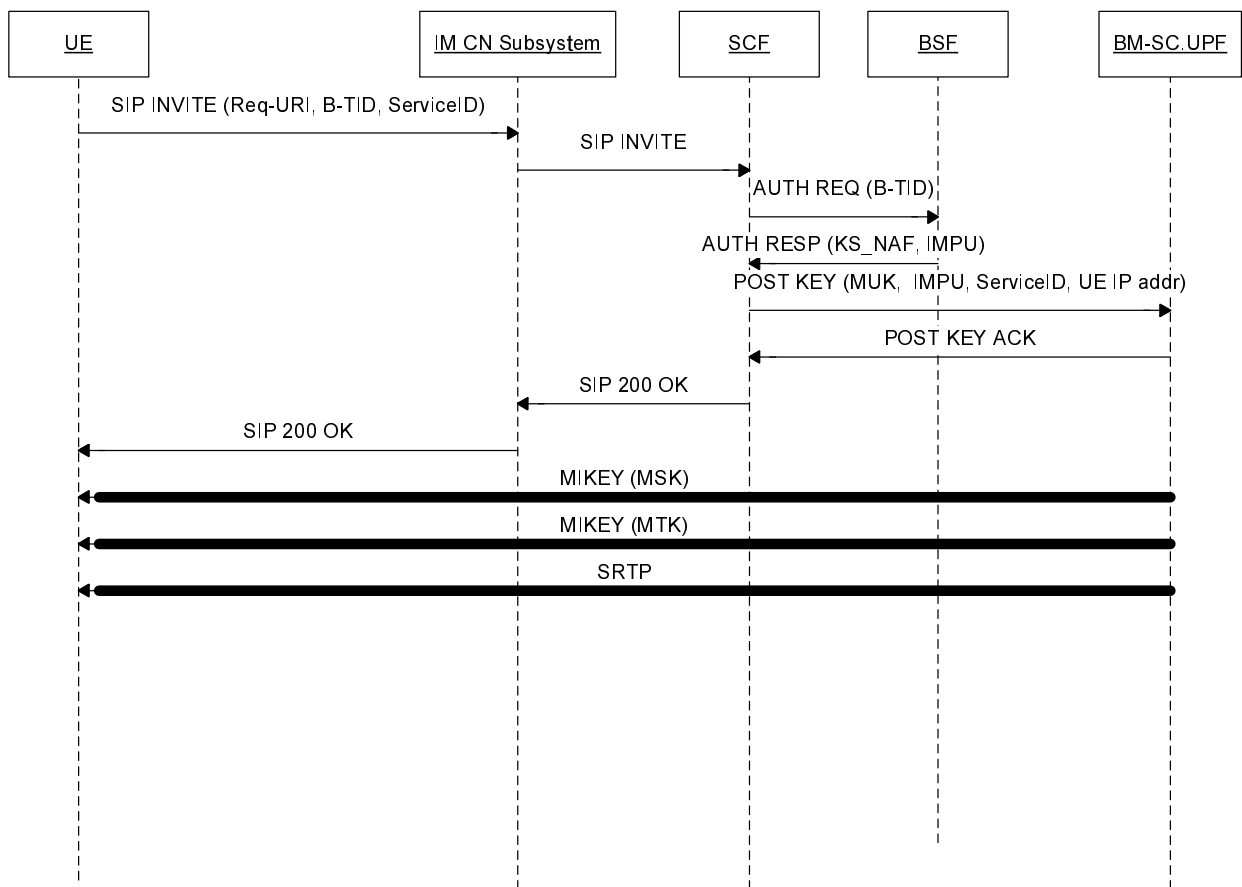 UE
IM CN Subsystem
SCF
BSF
BM-SC.UPF
SIP INVITE (Req-URI, B-TID, ServiceID)
SIP INVITE
AUTH REQ (B-TID)
AUTH RESP (KS_NAF, IMPU)
POST KEY (MUK, IMPU, ServiceID, UE IP addr)
POST KEY ACK
SIP 200 OK
SIP 200 OK
MIKEY (MSK)
MIKEY (MTK)
SRTP